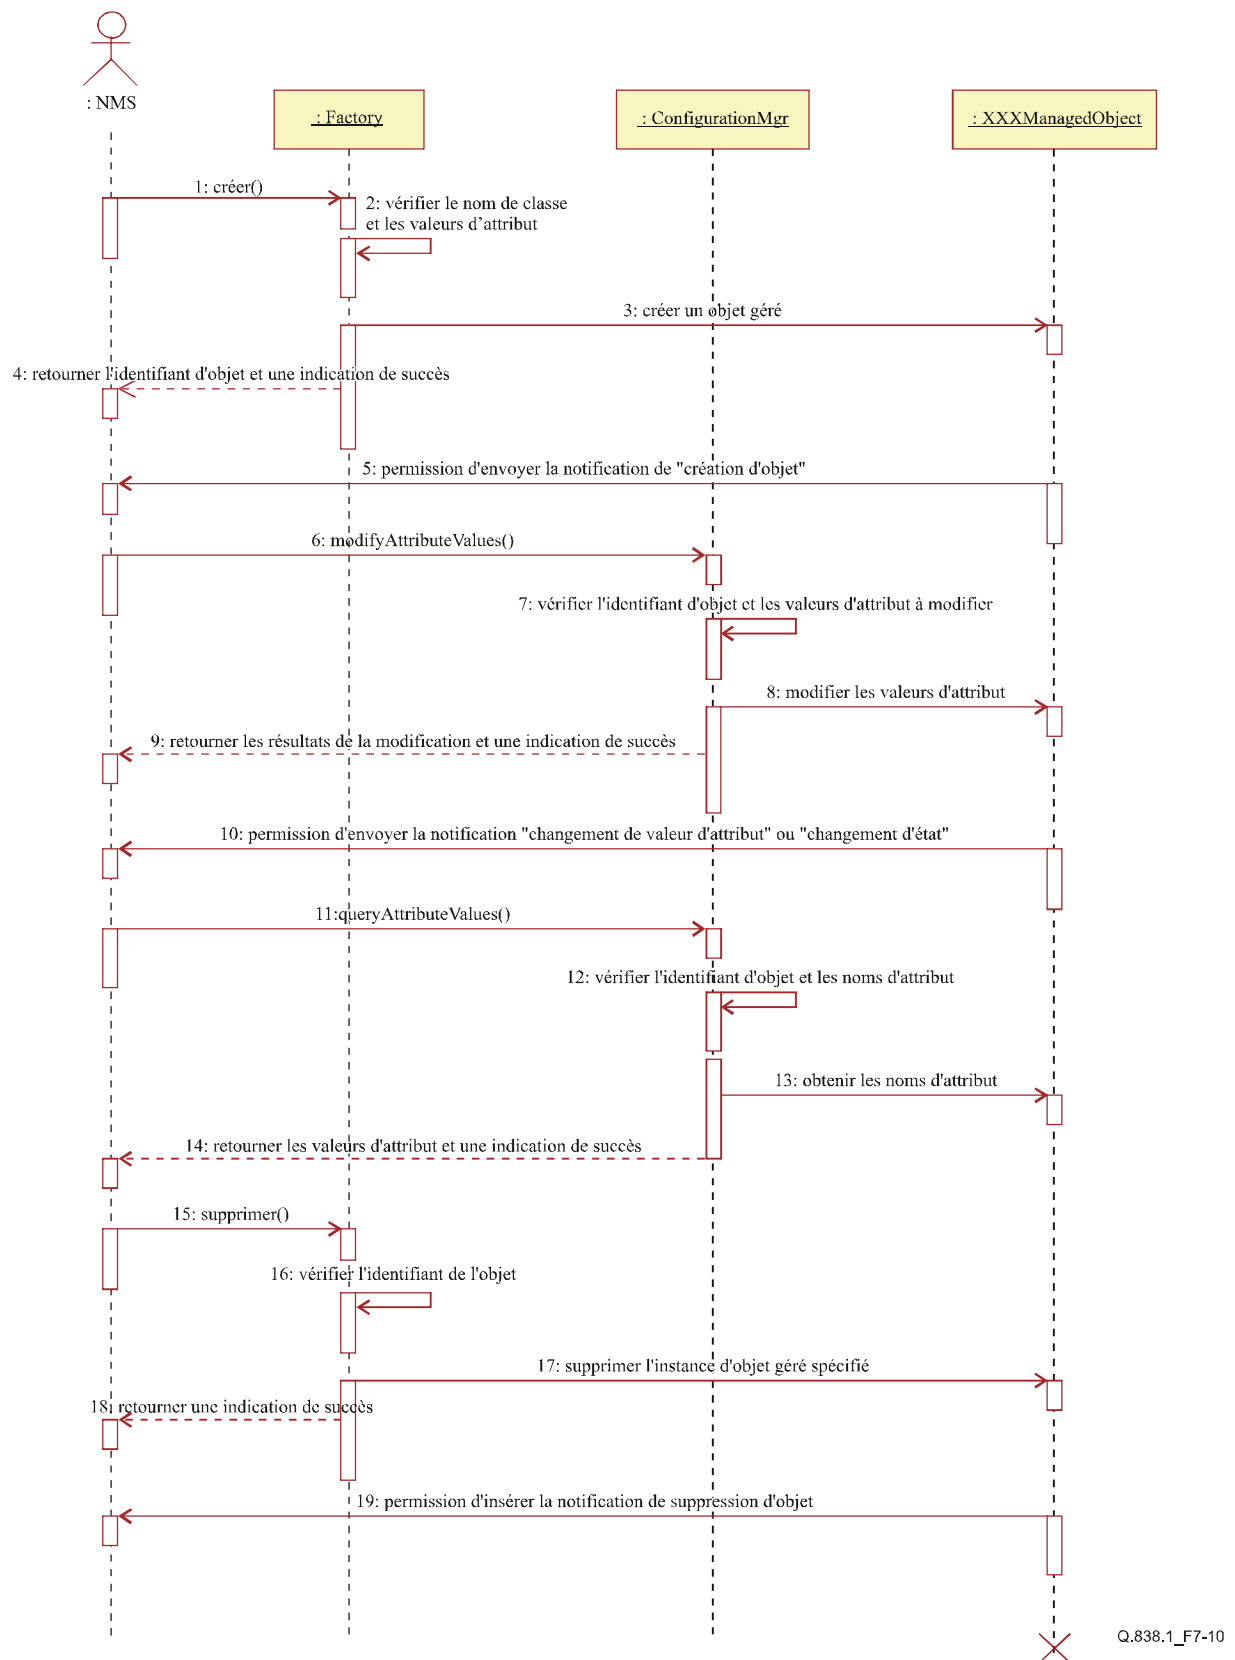 : NMS
: Factory
: ConfigurationMgr
: XXXManagedObject
1: créer()
2: vérifier le nom de classe
et les valeurs d'attribut
3: créer un objet géré
4: retourner l'identifiant d'objet et une indication de succès
5: permission d'envoyer la notification de "création d'objet"
6: modifyAttributeValues()
7: vérifier l'identifiant d'objet et les valeurs d'attribut à modifier
8: modifier les valeurs d'attribut
9: retourner les résultats de la modification et une indication de succès
10: permission d'envoyer la notification "changement de valeur d'attribut" ou "changement d'état"
11:queryAttributeValues()
12: vérifier l'identifiant d'objet et les noms d'attribut
13: obtenir les noms d'attribut
14: retourner les valeurs d'attribut et une indication de succès
15: supprimer()
16: vérifier l'identifiant de l'objet
17: supprimer l'instance d'objet géré spécifié
18: retourner une indication de succès
19: permission d'insérer la notification de suppression d'objet
Q.838.1_F7-10